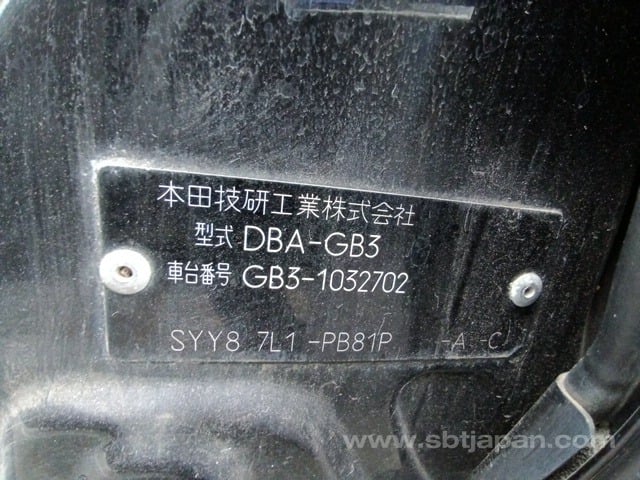 本田技研工業株式会社
型式 DBA-GB3
車台番号 GB3-1032702
SYY8 7L1 -PB81P -A -C
www.sbtjapan.com